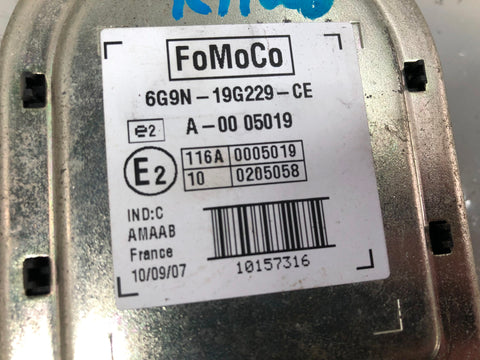 FoMoCo
6G9N-19G229-CE
e2 A-00 05019
E2
116A 0005019
10 0205058
IND:C
AMAAB
France
10/09/07
10157316